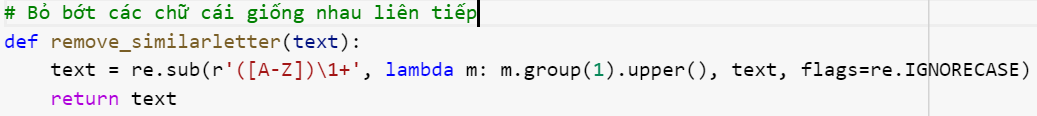 # Bỏ bớt các chữ cái giống nhau liên tiếp
def remove_similarletter(text):
    text = re.sub(r'([A-Z])\1+', lambda m: m.group(1).upper(), text, flags=re.IGNORECASE)
    return text